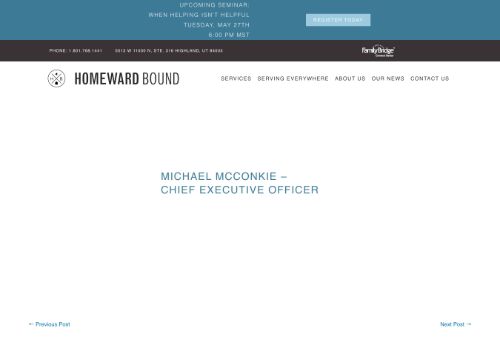 UPCOMING SEMINAR:
WHEN HELPING ISN'T HELPFUL
TUESDAY, MAY 27TH
6:00 PM MST
REGISTER TODAY
PHONE: 1.801.768.1441 5513 W 11000 N, STE. 216 HIGHLAND, UT 84003
FamilyBridge
HOMEWARD BOUND
SERVICES SERVING EVERYWHERE ABOUT US OUR NEWS CONTACT US
MICHAEL MCCONKIE –
CHIEF EXECUTIVE OFFICER
← Previous Post
Next Post →